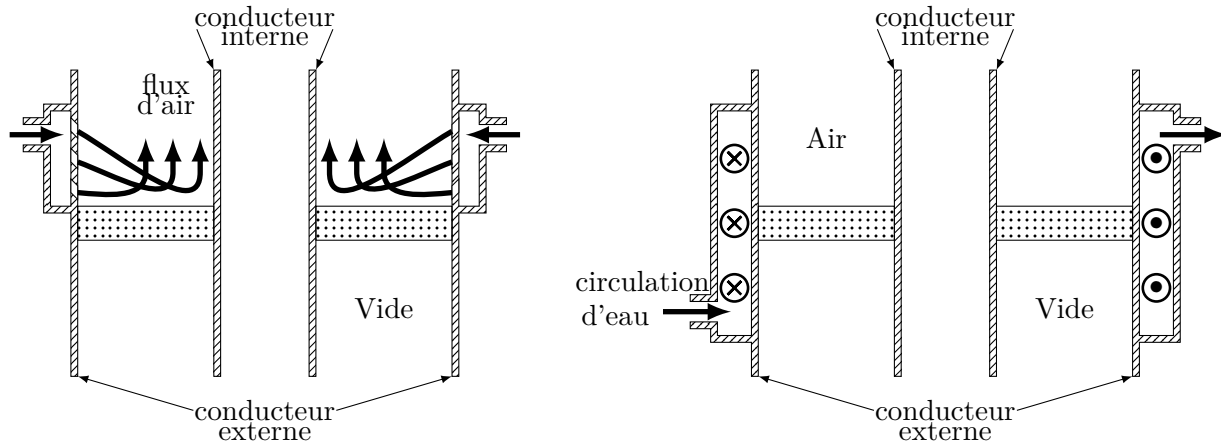 conducteur
interne
flux
d'air
Vide
conducteur
externe
conducteur
interne
Air
circulation
d'eau
Vide
conducteur
externe